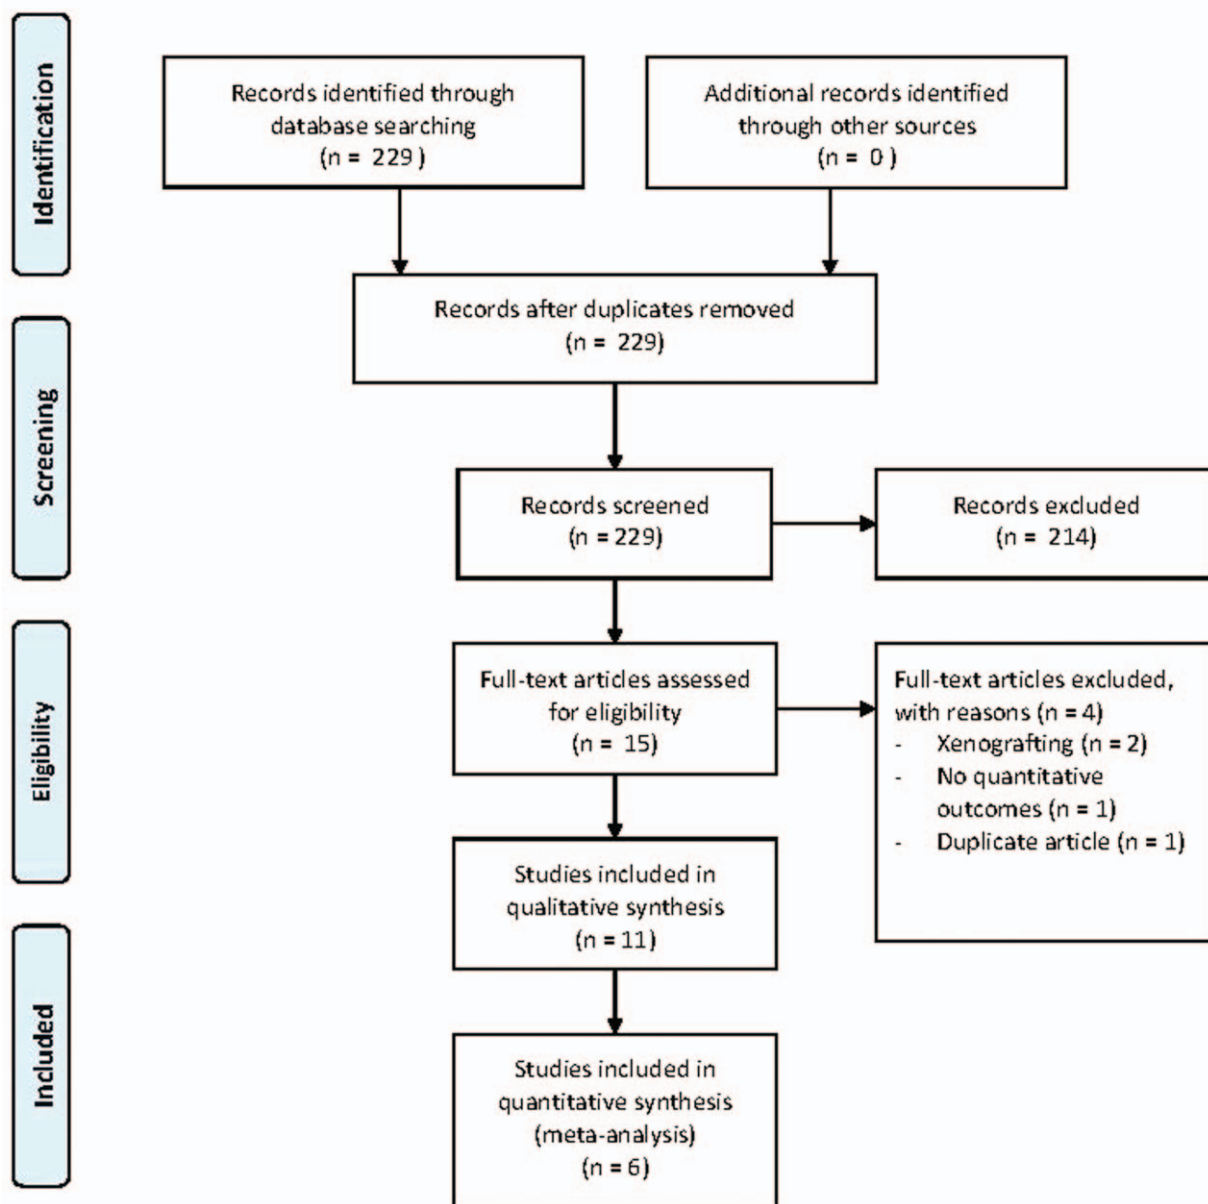 Identification
Records identified through
database searching
(n = 229 )
Additional records identified
through other sources
(n = 0 )
Records after duplicates removed
(n = 229)
Screening
Records screened
(n = 229)
Records excluded
(n = 214)
Eligibility
Full-text articles assessed
for eligibility
(n = 15)
Full-text articles excluded,
with reasons (n = 4)
- Xenografting (n = 2)
- No quantitative
outcomes (n = 1)
- Duplicate article (n = 1)
Studies included in
qualitative synthesis
(n = 11)
Included
Studies included in
quantitative synthesis
(meta-analysis)
(n = 6)